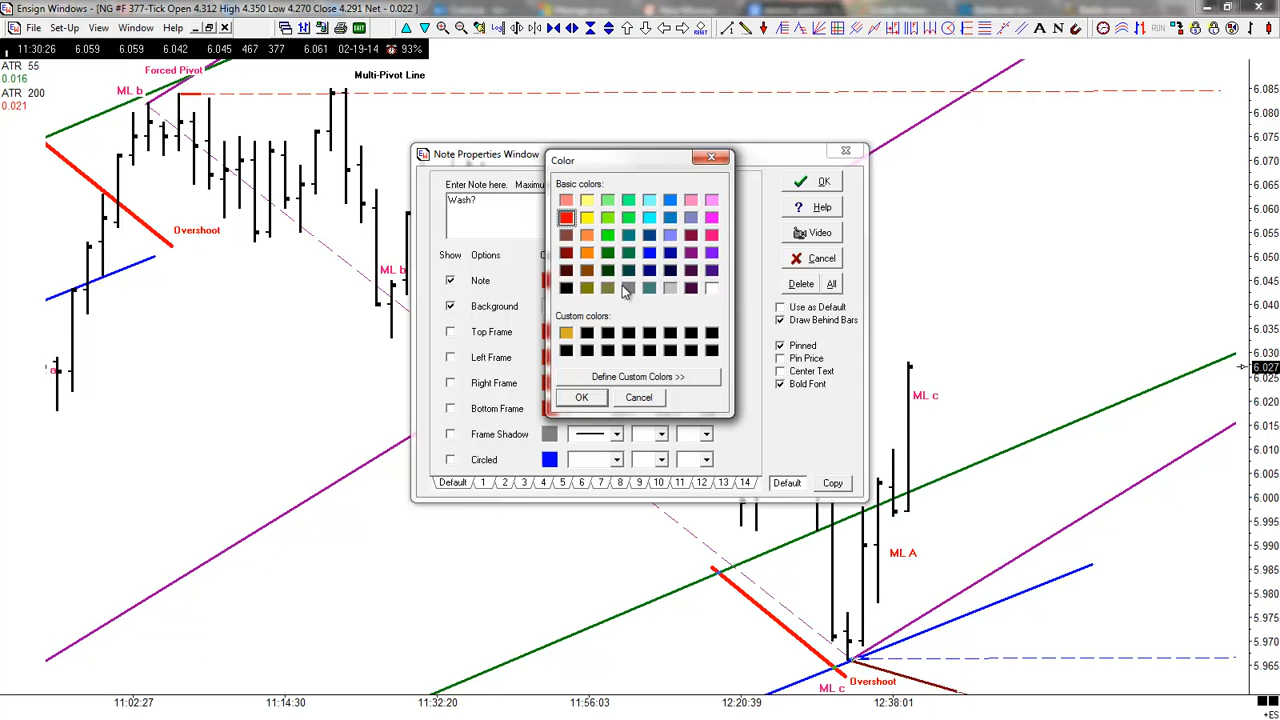 Ensign Windows - [NG #F 377-Tick Open 4.312 High 4.350 Low 4.270 Close 4.291 Net - 0.022 ]
File Set-Up View Window Help
EXIT
Log
RESET
A N
RUN
11:30:26 6.059 6.059 6.042 6.045 467 377 6.061 02-19-14 93%
ATR 55
0.016
ATR 200
0.021
Forced Pivot
ML b
Multi-Pivot Line
Overshoot
ML b
a
Note Properties Window
Enter Note here. Maximu
Wash?
Show Options
Note
Background
Top Frame
Left Frame
Right Frame
Bottom Frame
Frame Shadow
Circled
Default 1 2 3 4 5 6 7 8 9 10 11 12 13 14
Default
Copy
OK
Help
Video
Cancel
Delete All
Use as Default
Draw Behind Bars
Pinned
Pin Price
Center Text
Bold Font
Color
Basic colors:
Custom colors:
Define Custom Colors >>
OK Cancel
ML c
ML A
Overshoot
ML c
6.085
6.075
6.070
6.065
6.060
6.055
6.050
6.045
6.040
6.030
6.027
6.025
6.015
6.010
6.005
6.000
5.995
5.985
5.980
5.975
5.970
5.965
11:02:27 11:14:30 11:32:20 11:56:03 12:20:39 12:38:01
+ES